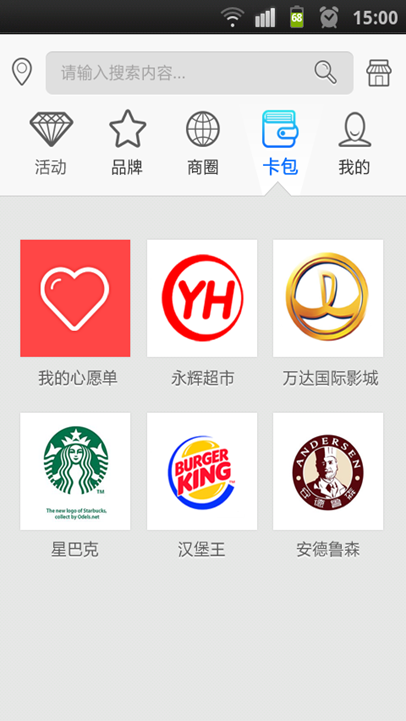 68
15:00
请输入搜索内容...
活动
品牌
商圈
卡包
我的
YH
我的心愿单
永辉超市
万达国际影城
TM
The new logo of Starbucks,
collect by Odels.net
BURGER
KING
TM
ANDERSEN
安德鲁森
星巴克
汉堡王
安德鲁森